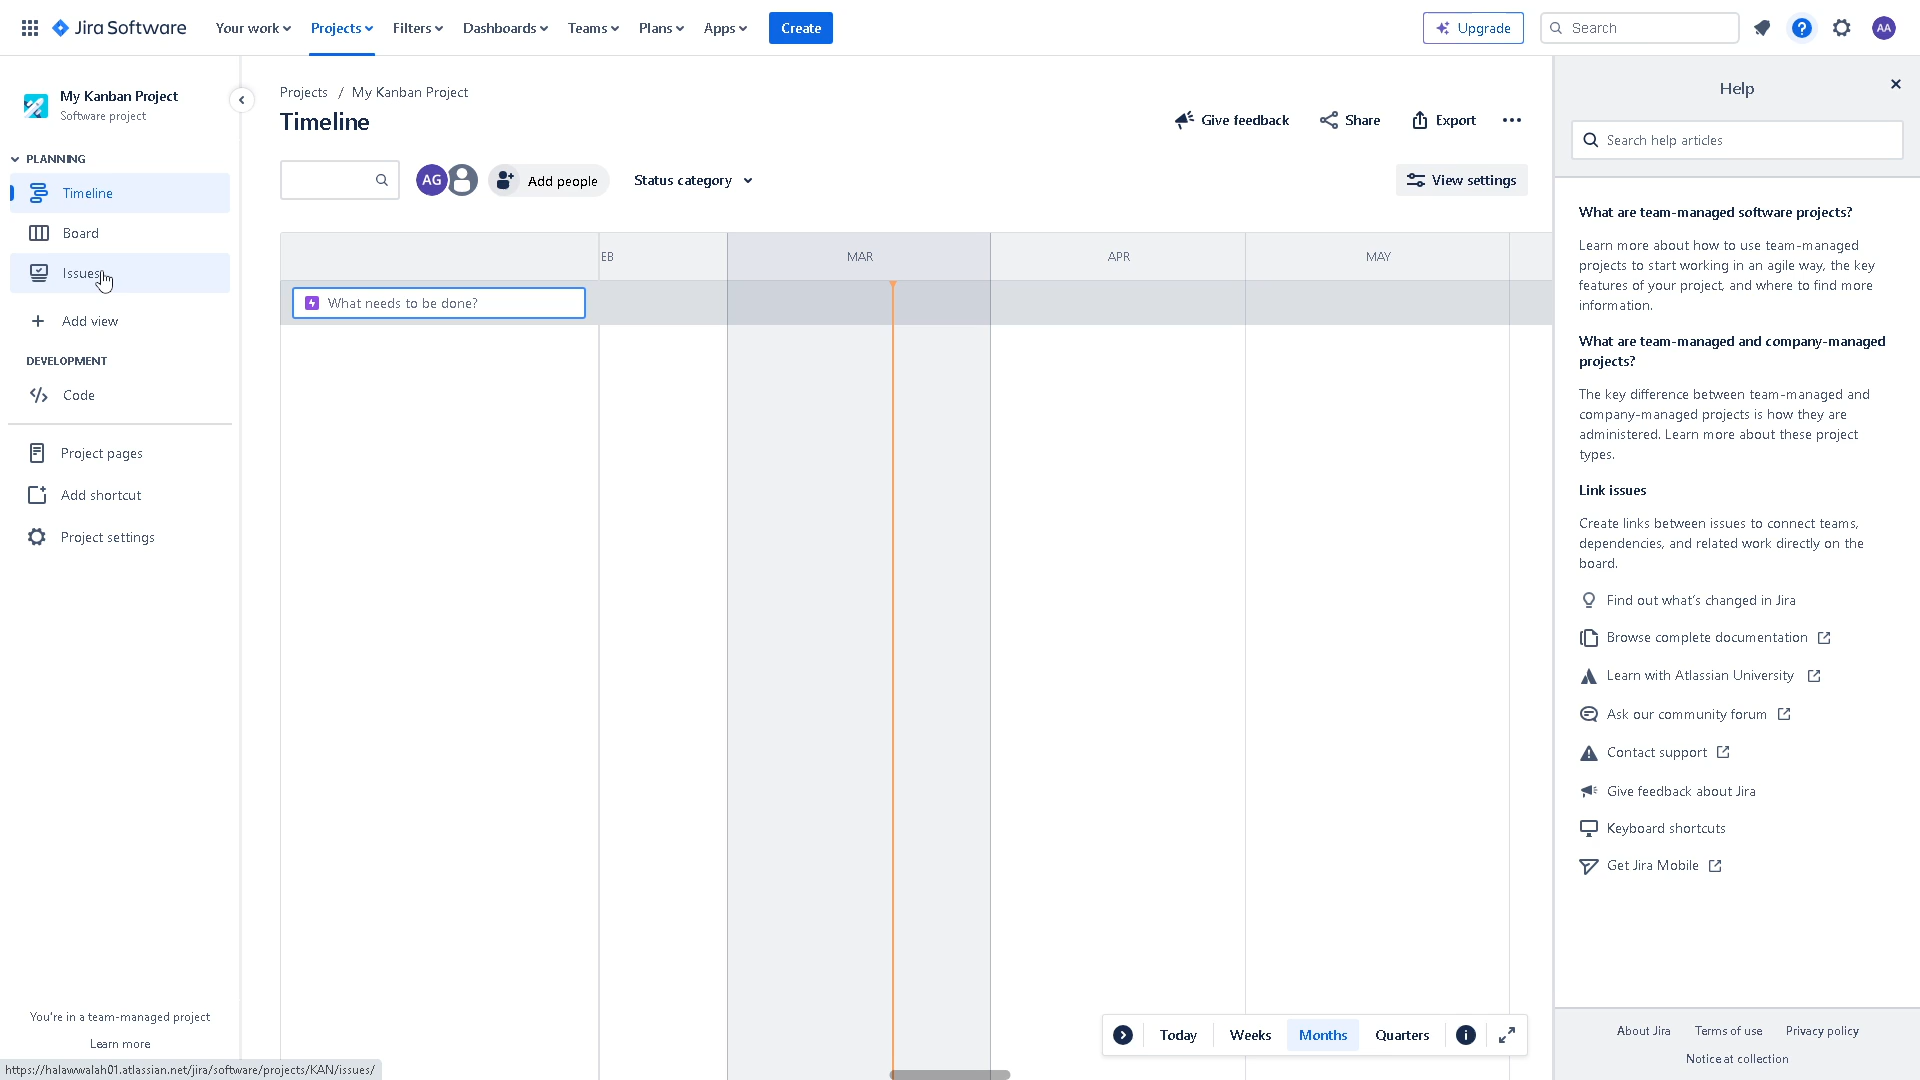 Jira Software
Your work
Projects
Filters
Dashboards
Teams
Plans
Apps
Create
Upgrade
Search
AA
My Kanban Project
Software project
PLANNING
Timeline
Board
Issues
Add view
DEVELOPMENT
Code
Project pages
Add shortcut
Project settings
You're in a team-managed project
Learn more
https://halawwalah01.atlassian.net/jira/software/projects/KAN/issues/
Projects / My Kanban Project
Timeline
Give feedback
Share
Export
AG
Add people
Status category
View settings
EB
MAR
APR
MAY
What needs to be done?
Today
Weeks
Months
Quarters
Help
Search help articles
What are team-managed software projects?
Learn more about how to use team-managed
projects to start working in an agile way, the key
features of your project, and where to find more
information.
What are team-managed and company-managed
projects?
The key difference between team-managed and
company-managed projects is how they are
administered. Learn more about these project
types.
Link issues
Create links between issues to connect teams,
dependencies, and related work directly on the
board.
Find out what's changed in Jira
Browse complete documentation
Learn with Atlassian University
Ask our community forum
Contact support
Give feedback about Jira
Keyboard shortcuts
Get Jira Mobile
About Jira
Terms of use
Privacy policy
Notice at collection